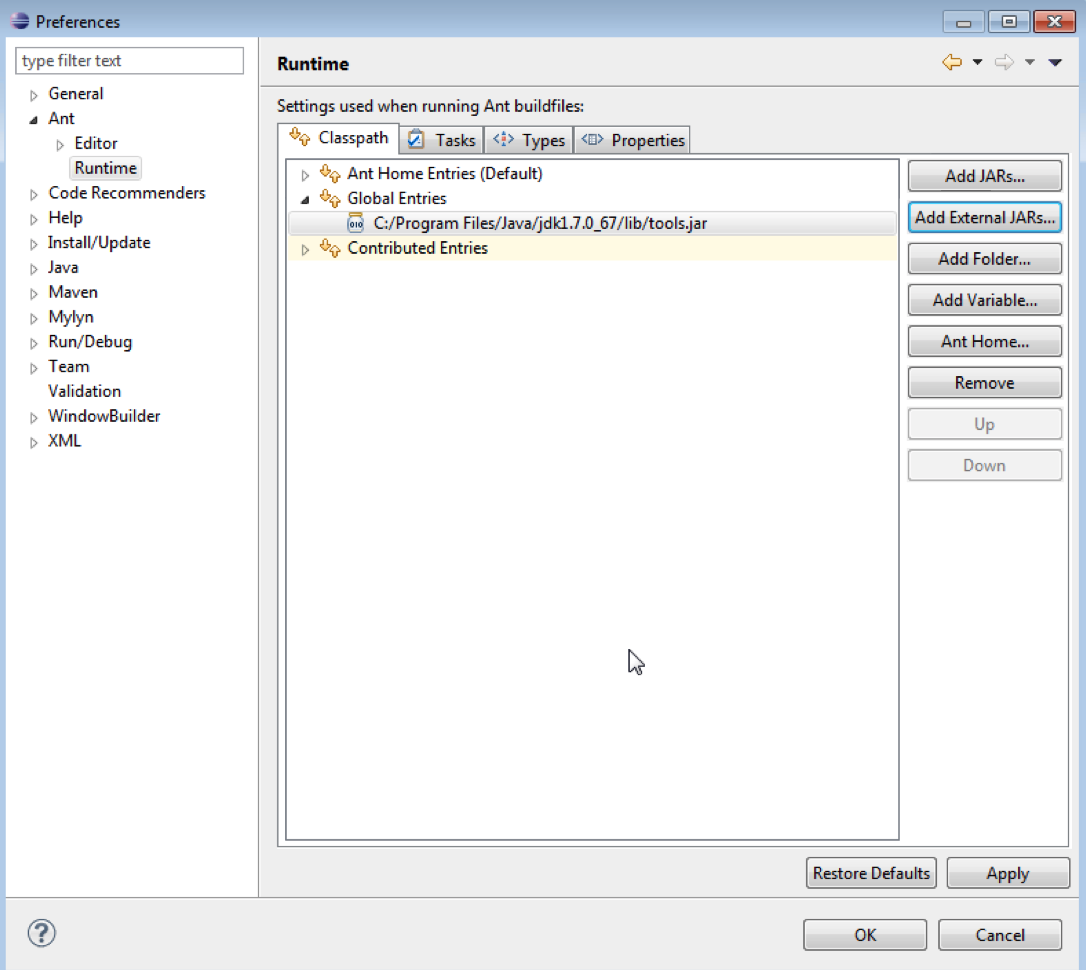 Preferences
type filter text
General
Ant
Editor
Runtime
Code Recommenders
Help
Install/Update
Java
Maven
Mylyn
Run/Debug
Team
Validation
WindowBuilder
XML
Runtime
Settings used when running Ant buildfiles:
Classpath Tasks Types Properties
Ant Home Entries (Default)
Global Entries
C:/Program Files/Java/jdk1.7.0_67/lib/tools.jar
Contributed Entries
Add JARs...
Add External JARs...
Add Folder...
Add Variable...
Ant Home...
Remove
Up
Down
Restore Defaults Apply
? OK Cancel